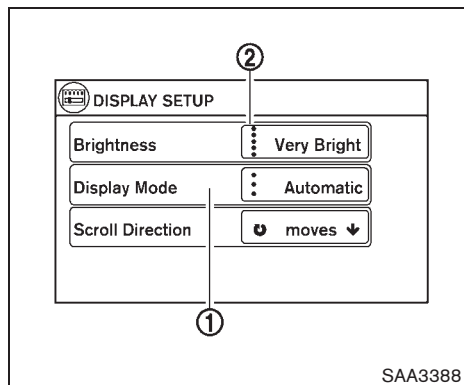 ②
DISPLAY SETUP
Brightness Very Bright
Display Mode Automatic
Scroll Direction ↻ moves ↓
①
SAA3388